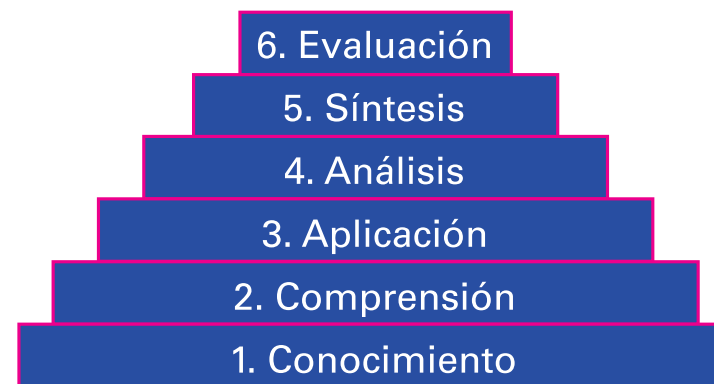 6. Evaluación
5. Síntesis
4. Análisis
3. Aplicación
2. Comprensión
1. Conocimiento